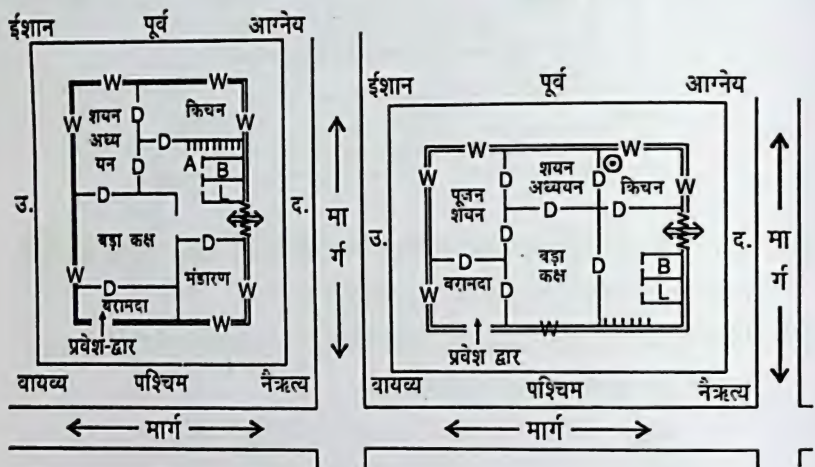 ईशान पूर्व आग्नेय
W W
शयन D किचन
W अध्य W
यन D D
A B
D L
उ. द.
बड़ा कक्ष
D
W मंडारण W
D
बरामदा
W
प्रवेश-द्वार
वायव्य पश्चिम नैऋत्य
मार्ग
मार्ग
ईशान पूर्व आग्नेय
W W
W पूजन D शयन D किचन W
शयन अध्ययन
D D
उ. D द.
बड़ा
D कक्ष D B
बरानदा D L
W
W
प्रवेश द्वार
वायव्य पश्चिम नैऋत्य
मार्ग
मार्ग